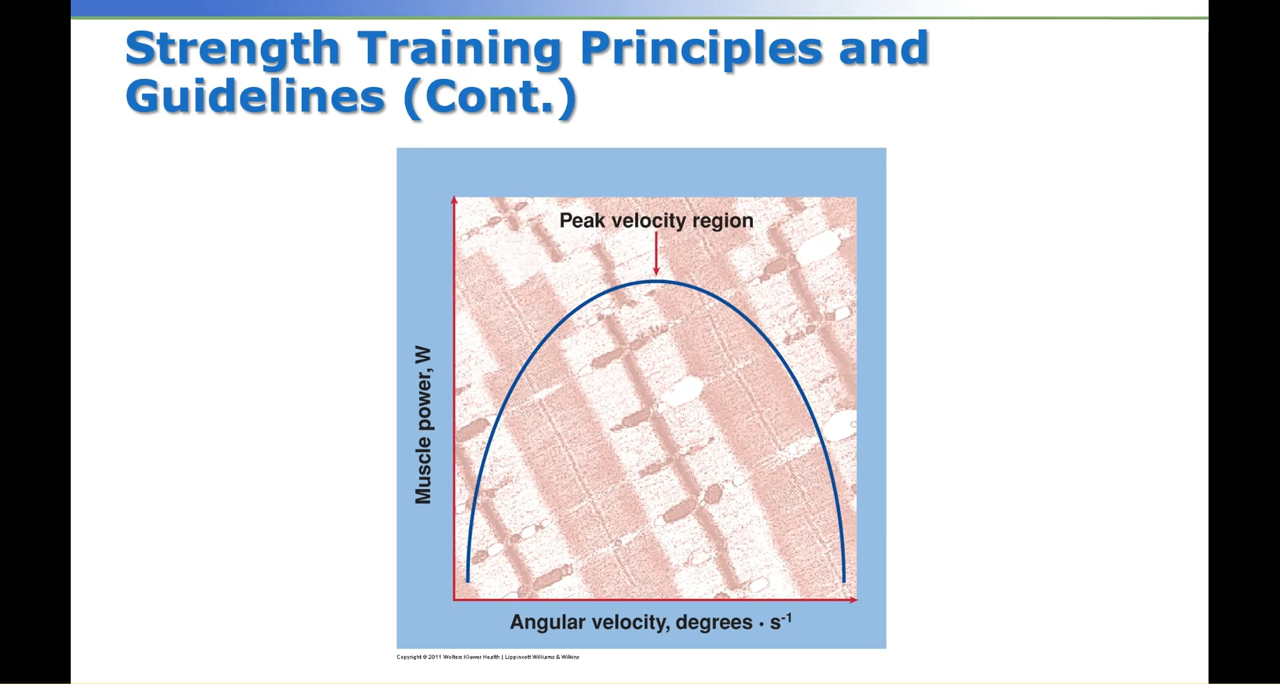 Strength Training Principles and
Guidelines (Cont.)
Peak velocity region
Muscle power, W
Angular velocity, degrees · s⁻¹
Copyright © 2011 Wolters Kluwer Health | Lippincott Williams & Wilkins